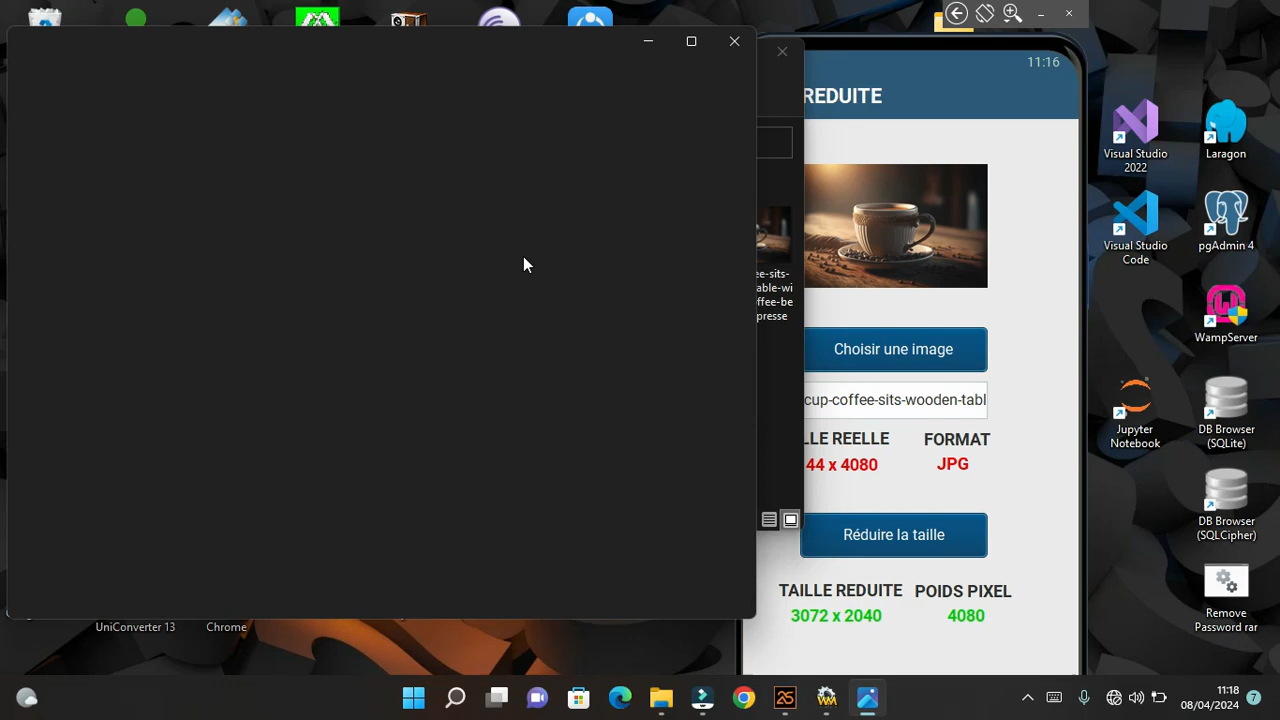 11:16
REDUITE
ee-sits-
able-wi
ffee-be
presse
Choisir une image
cup-coffee-sits-wooden-tabl
LLE REELLE
FORMAT
44 x 4080
JPG
Réduire la taille
TAILLE REDUITE
POIDS PIXEL
3072 x 2040
4080
Visual Studio
2022
Laragon
Visual Studio
Code
pgAdmin 4
WampServer
Jupyter
Notebook
DB Browser
(SQLite)
DB Browser
(SQLCipher)
Remove
Password rar
UniConverter 13
Chrome
25
WM
11:18
08/04/2024
7